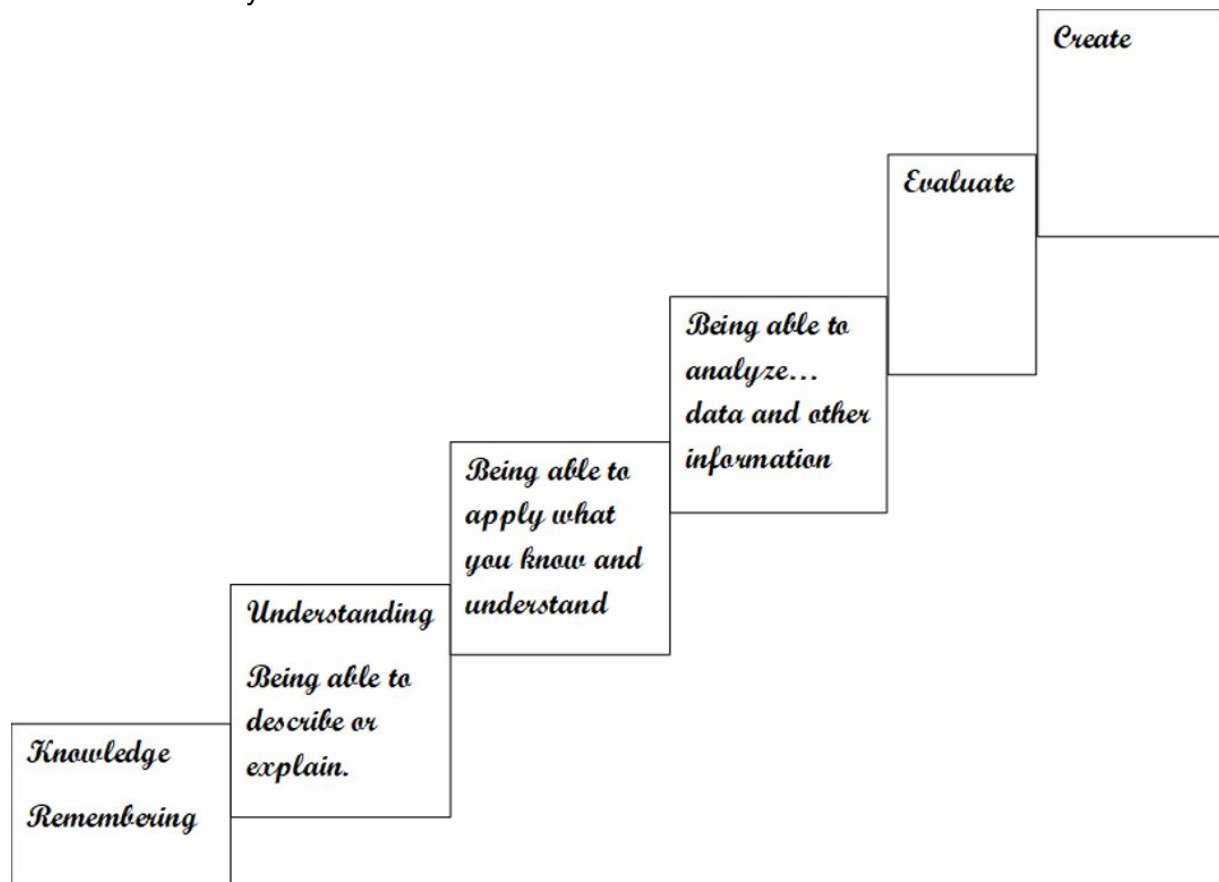 Create
Evaluate
Being able to
analyze...
data and other
information
Being able to
apply what
you know and
understand
Understanding
Being able to
describe or
explain.
Knowledge
Remembering